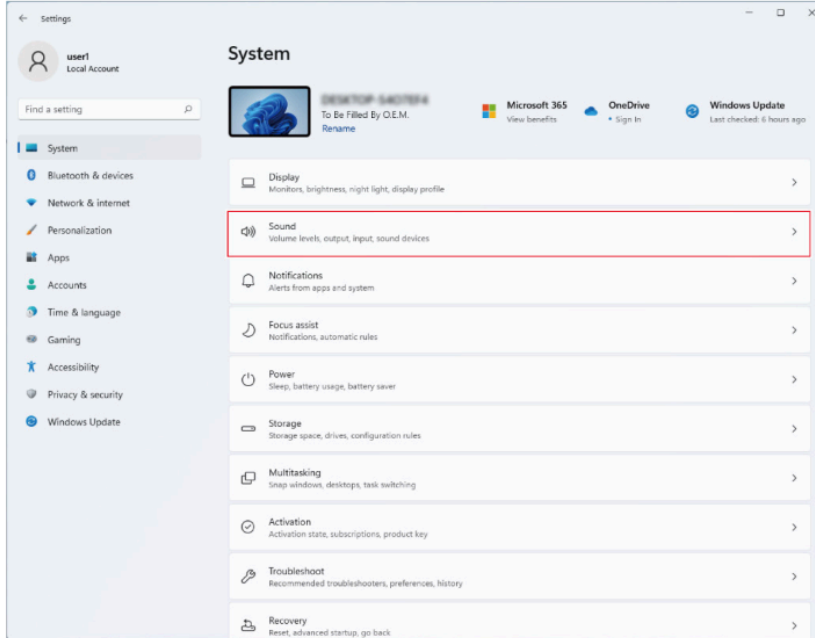 Settings
user1
Local Account
Find a setting
System
Bluetooth & devices
Network & internet
Personalization
Apps
Accounts
Time & language
Gaming
Accessibility
Privacy & security
Windows Update
System
To Be Filled By O.E.M.
Rename
Microsoft 365
View benefits
OneDrive
• Sign In
Windows Update
Last checked: 6 hours ago
Display
Monitors, brightness, night light, display profile
Sound
Volume levels, output, input, sound devices
Notifications
Alerts from apps and system
Focus assist
Notifications, automatic rules
Power
Sleep, battery usage, battery saver
Storage
Storage space, drives, configuration rules
Multitasking
Snap windows, desktops, task switching
Activation
Activation state, subscriptions, product key
Troubleshoot
Recommended troubleshooters, preferences, history
Recovery
Reset, advanced startup, go back